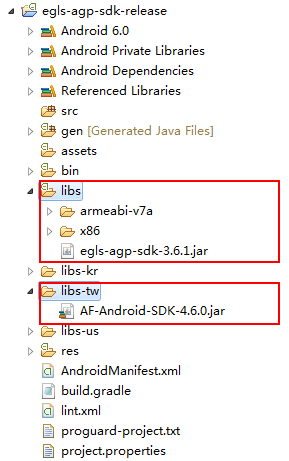 egls-agp-sdk-release
Android 6.0
Android Private Libraries
Android Dependencies
Referenced Libraries
src
gen [Generated Java Files]
assets
bin
libs
armeabi-v7a
x86
egls-agp-sdk-3.6.1.jar
libs-kr
libs-tw
AF-Android-SDK-4.6.0.jar
libs-us
res
AndroidManifest.xml
build.gradle
lint.xml
proguard-project.txt
project.properties